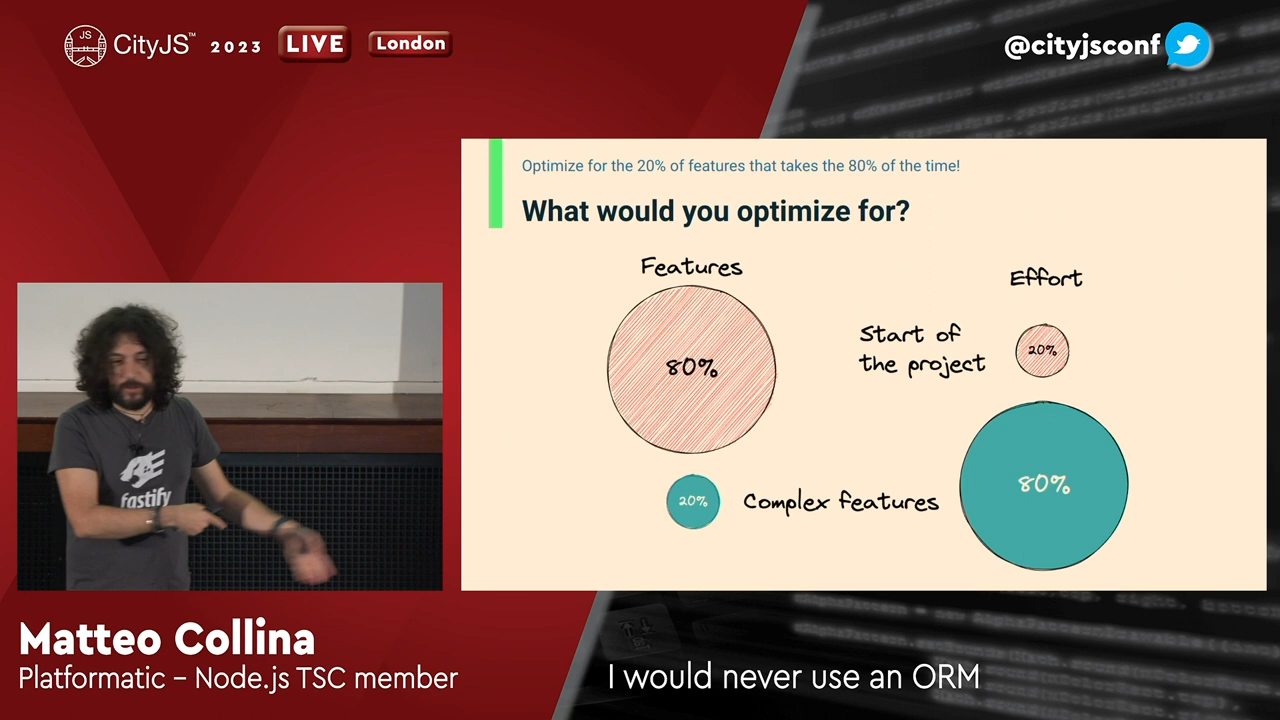 JS
CityJS™ 2023 LIVE London
@cityjsconf
Optimize for the 20% of features that takes the 80% of the time!
What would you optimize for?
Features
Effort
80%
Start of
the project
20%
20%
Complex features
80%
fastify
Matteo Collina
Platformatic – Node.js TSC member
I would never use an ORM